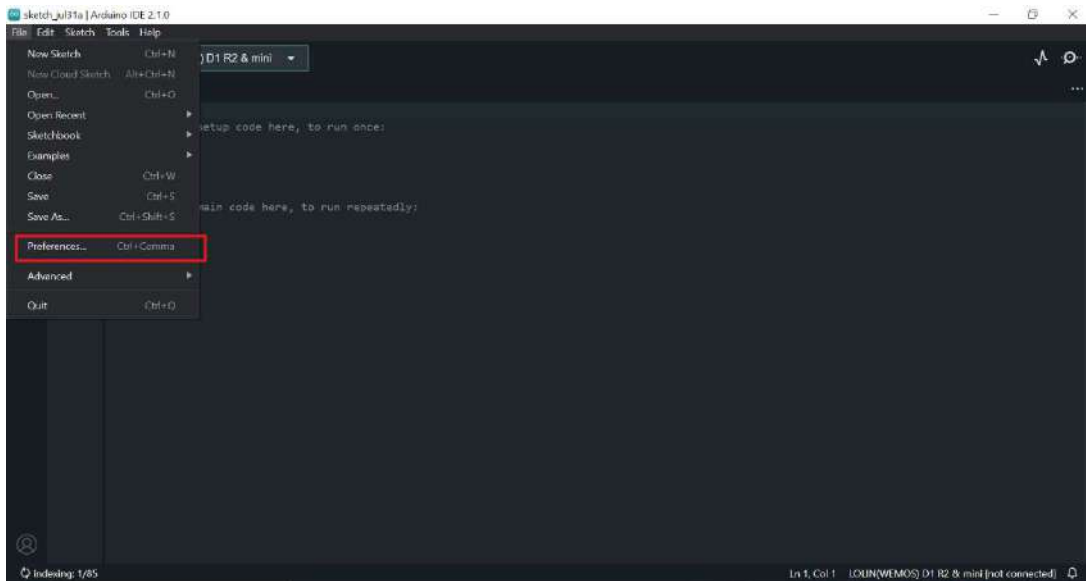 sketch_jul31a | Arduino IDE 2.1.0
File Edit Sketch Tools Help
New Sketch Ctrl+N
) D1 R2 & mini
New Cloud Sketch Alt+Ctrl+N
Open... Ctrl+O
Open Recent
setup code here, to run once:
Sketchbook
Examples
Close Ctrl+W
Save Ctrl+S
main code here, to run repeatedly:
Save As... Ctrl+Shift+S
Preferences... Ctrl+Comma
Advanced
Quit Ctrl+Q
Indexing: 1/85
Ln 1, Col 1 LOLIN(WEMOS) D1 R2 & mini [not connected]